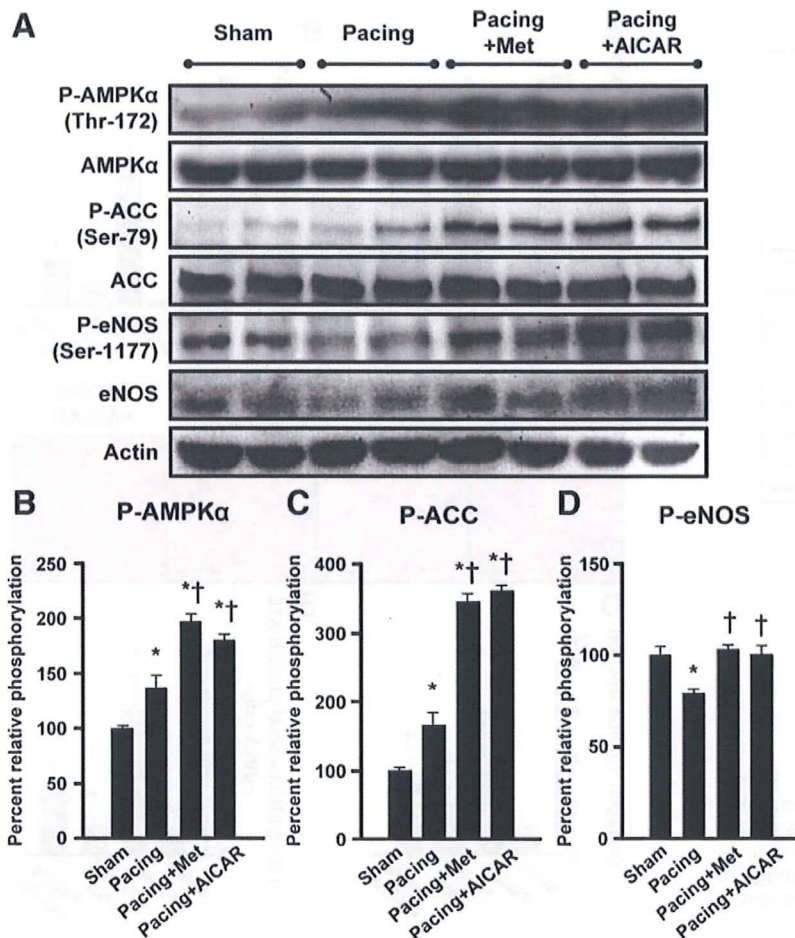 A
Sham
Pacing
Pacing
+Met
Pacing
+AICAR
P-AMPKα
(Thr-172)
AMPKα
P-ACC
(Ser-79)
ACC
P-eNOS
(Ser-1177)
eNOS
Actin
B
P-AMPKα
Percent relative phosphorylation
250
200
150
100
50
0
*
*†
*†
Sham
Pacing
Pacing+Met
Pacing+AICAR
C
P-ACC
Percent relative phosphorylation
400
300
200
100
0
*
*†
*†
Sham
Pacing
Pacing+Met
Pacing+AICAR
D
P-eNOS
Percent relative phosphorylation
150
100
50
0
*
†
†
Sham
Pacing
Pacing+Met
Pacing+AICAR